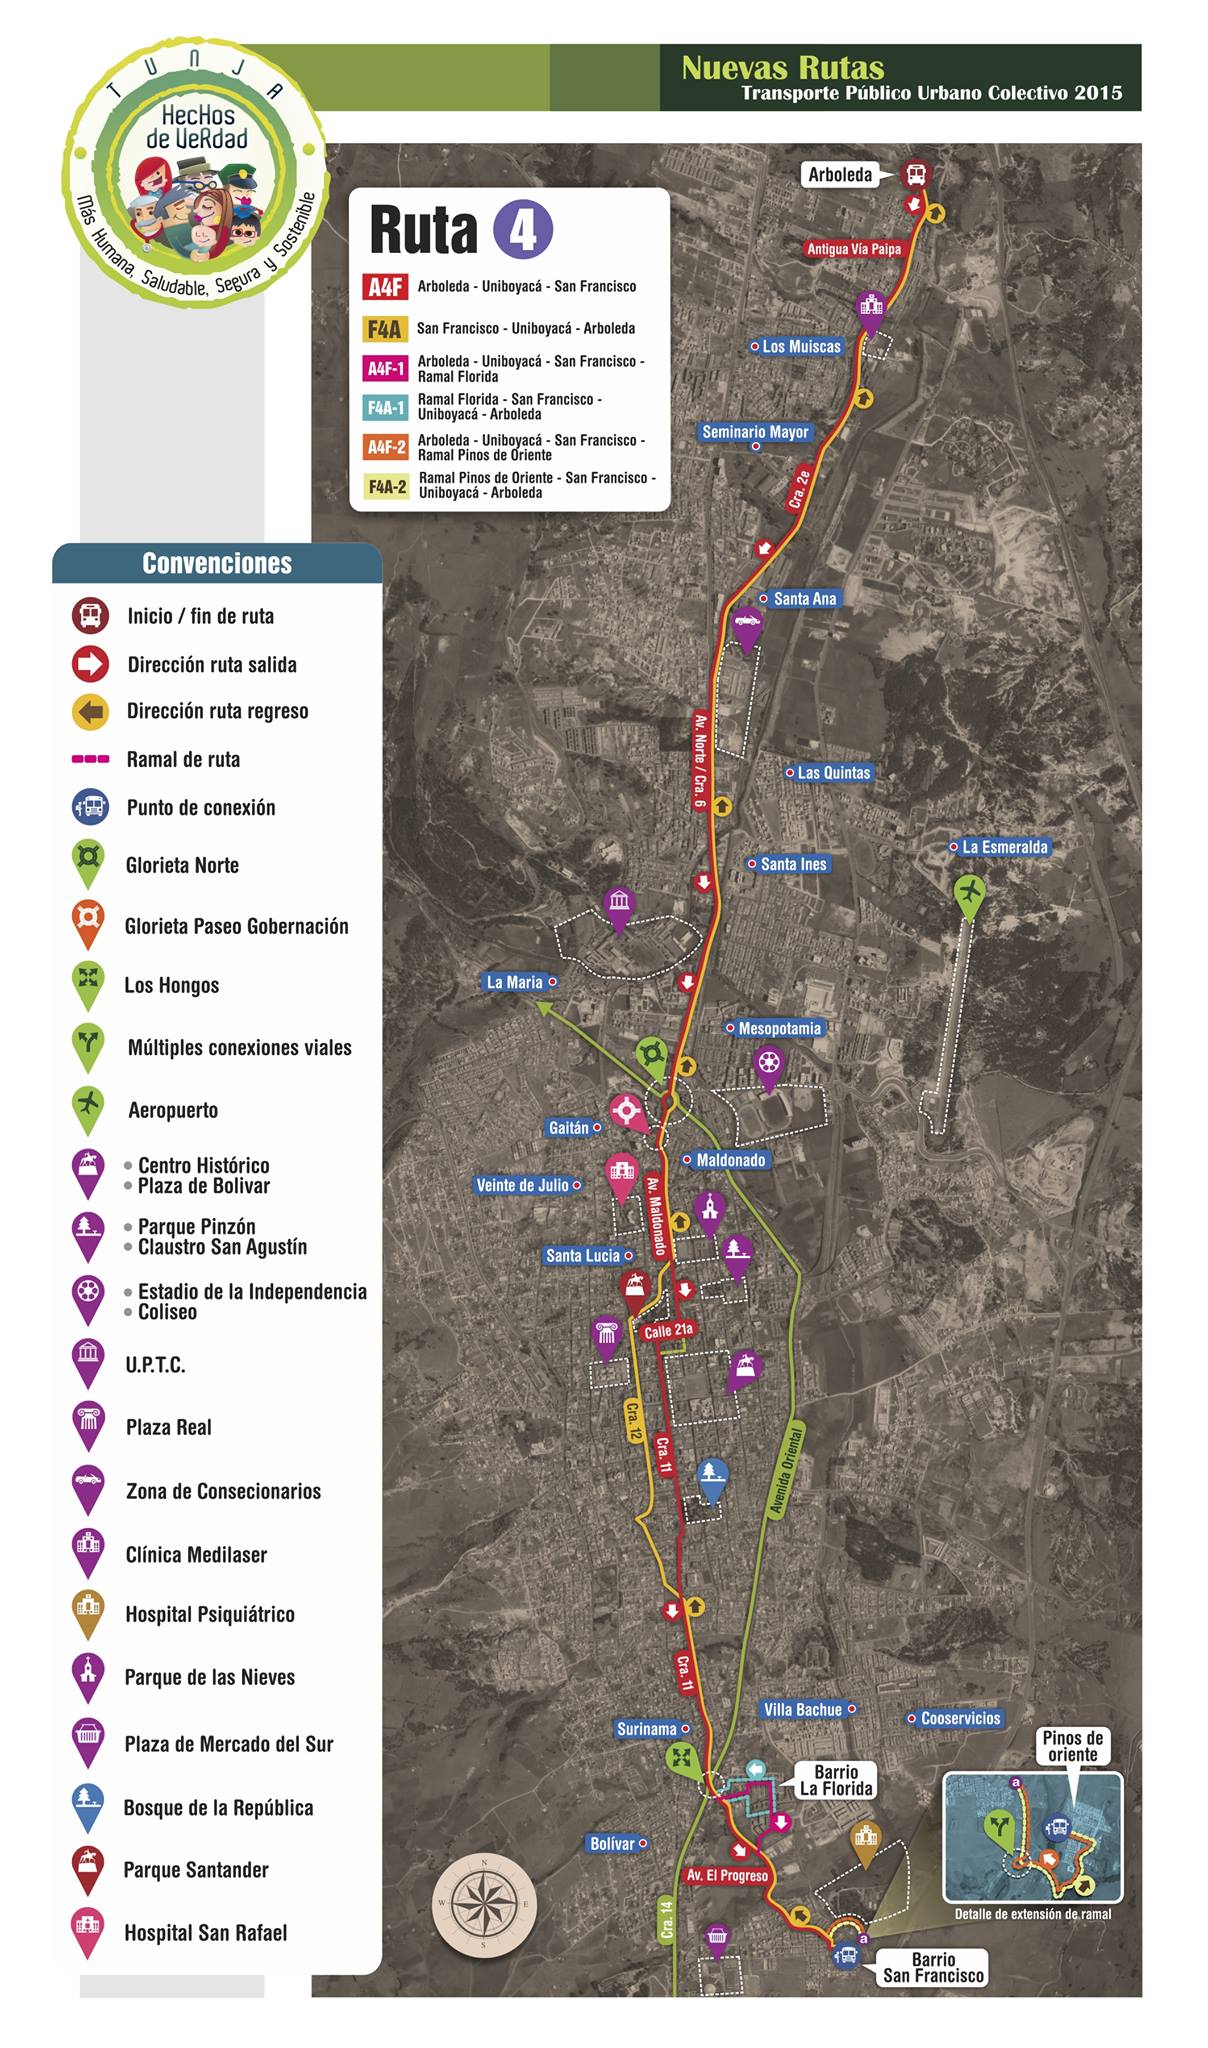 TUNJA
HecHos
de VeRdad
Más Humana, Saludable, Segura y Sostenible
Nuevas Rutas
Transporte Público Urbano Colectivo 2015
Ruta 4
A4F Arboleda - Uniboyacá - San Francisco
F4A San Francisco - Uniboyacá - Arboleda
A4F-1 Arboleda - Uniboyacá - San Francisco -
Ramal Florida
F4A-1 Ramal Florida - San Francisco -
Uniboyacá - Arboleda
A4F-2 Arboleda - Uniboyacá - San Francisco -
Ramal Pinos de Oriente
F4A-2 Ramal Pinos de Oriente - San Francisco -
Uniboyacá - Arboleda
Convenciones
Inicio / fin de ruta
Dirección ruta salida
Dirección ruta regreso
Ramal de ruta
Punto de conexión
Glorieta Norte
Glorieta Paseo Gobernación
Los Hongos
Múltiples conexiones viales
Aeropuerto
• Centro Histórico
• Plaza de Bolivar
• Parque Pinzón
• Claustro San Agustín
• Estadio de la Independencia
• Coliseo
U.P.T.C.
Plaza Real
Zona de Consecionarios
Clínica Medilaser
Hospital Psiquiátrico
Parque de las Nieves
Plaza de Mercado del Sur
Bosque de la República
Parque Santander
Hospital San Rafael
Arboleda
Antigua Vía Paipa
Los Muiscas
Seminario Mayor
Cra. 2e
Santa Ana
Av. Norte / Cra. 6
Las Quintas
La Esmeralda
Santa Ines
La Maria
Mesopotamia
Gaitán
Maldonado
Veinte de Julio
Av. Maldonado
Santa Lucia
Calle 21a
Cra. 12
Cra. 11
Avenida Oriental
Cra. 11
Villa Bachue
Cooservicios
Surinama
Pinos de
oriente
Barrio
La Florida
a
Bolívar
Av. El Progreso
Detalle de extensión de ramal
Cra. 14
a
Barrio
San Francisco
N
W
E
S